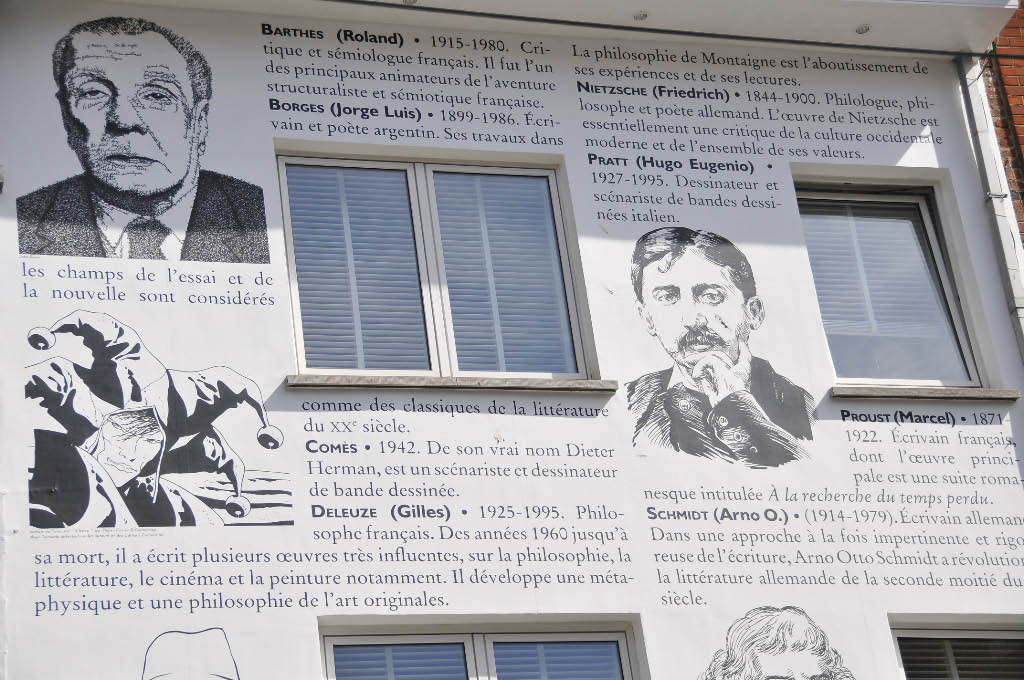 BARTHES (Roland) • 1915-1980. Cri-
tique et sémiologue français. Il fut l'un
des principaux animateurs de l'aventure
structuraliste et sémiotique française.
BORGES (Jorge Luis) • 1899-1986. Écri-
vain et poète argentin. Ses travaux dans
les champs de l'essai et de
la nouvelle sont considérés
comme des classiques de la littérature
du XXe siècle.
COMÈS • 1942. De son vrai nom Dieter
Herman, est un scénariste et dessinateur
de bande dessinée.
DELEUZE (Gilles) • 1925-1995. Philo-
sophe français. Des années 1960 jusqu'à
sa mort, il a écrit plusieurs œuvres très influentes, sur la philosophie, la
littérature, le cinéma et la peinture notamment. Il développe une méta-
physique et une philosophie de l'art originales.
La philosophie de Montaigne est l'aboutissement de
ses expériences et de ses lectures.
NIETZSCHE (Friedrich) • 1844-1900. Philologue, phi-
losophe et poète allemand. L'œuvre de Nietzsche est
essentiellement une critique de la culture occidentale
moderne et de l'ensemble de ses valeurs.
PRATT (Hugo Eugenio) •
1927-1995. Dessinateur et
scénariste de bandes dessi-
nées italien.
PROUST (Marcel) • 1871-
1922. Écrivain français,
dont l'œuvre princi-
pale est une suite roma-
nesque intitulée À la recherche du temps perdu.
SCHMIDT (Arno O.) • (1914-1979). Écrivain alleman
Dans une approche à la fois impertinente et rigo
reuse de l'écriture, Arno Otto Schmidt a révolution
la littérature allemande de la seconde moitié du
siècle.